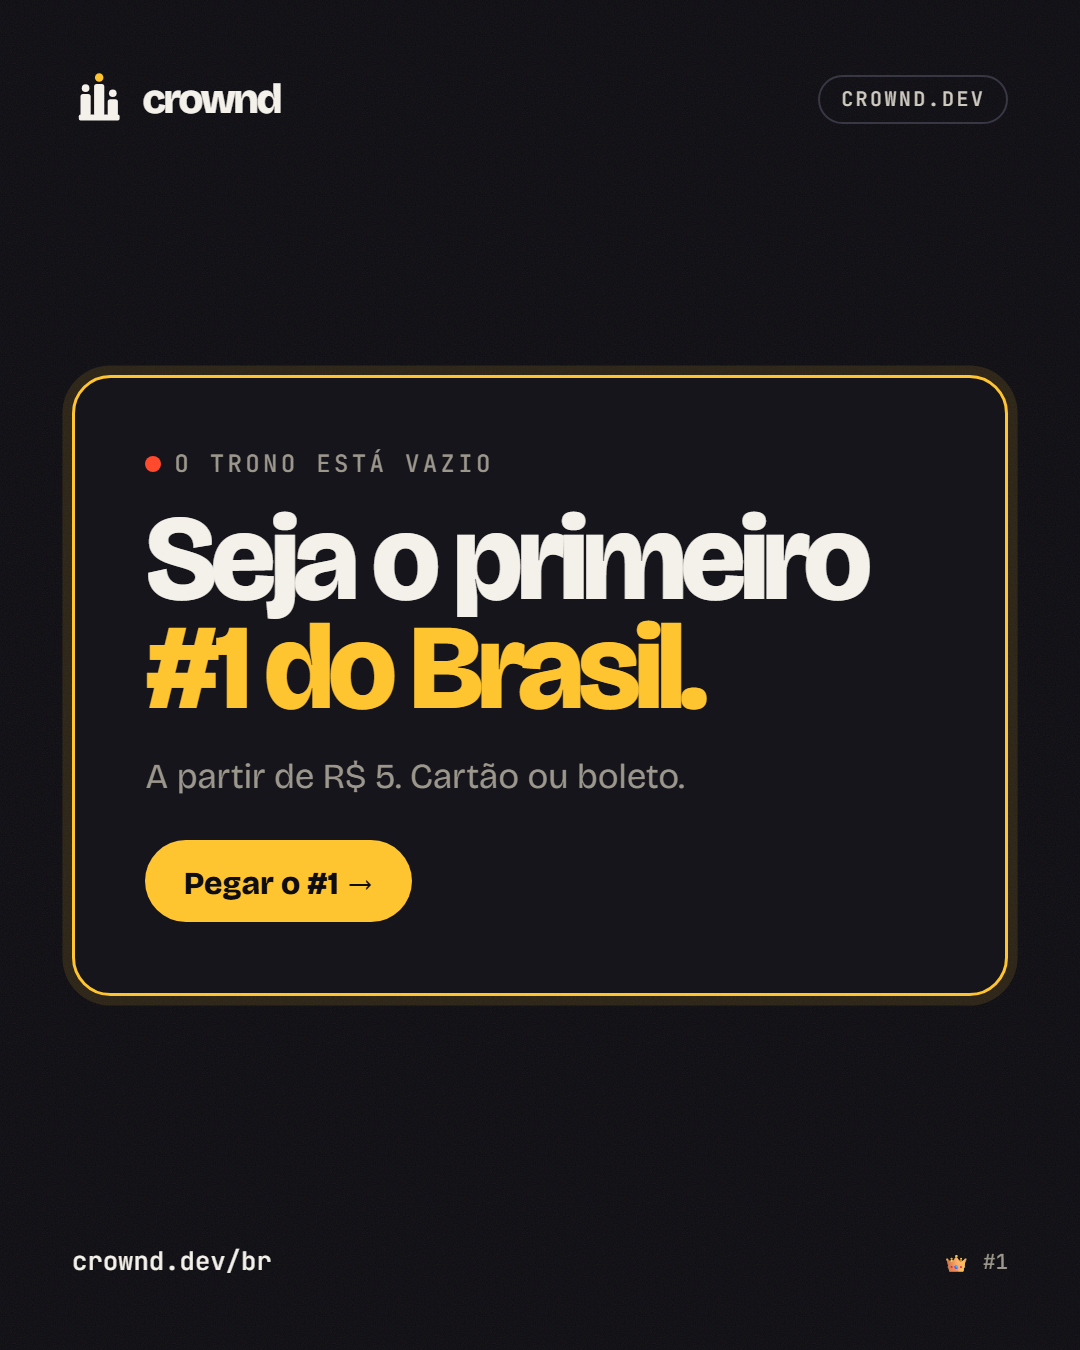 crownd
CROWND.DEV
O TRONO ESTÁ VAZIO
Seja o primeiro
#1 do Brasil.
A partir de R$ 5. Cartão ou boleto.
Pegar o #1 →
crownd.dev/br
👑 #1